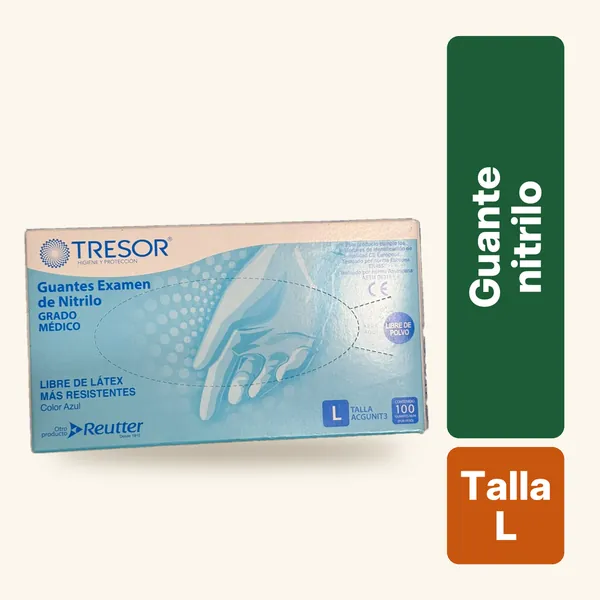 TRESOR®
HIGIENE Y PROTECCIÓN
Guantes Examen
de Nitrilo
GRADO
MÉDICO
LIBRE DE LÁTEX
MÁS RESISTENTES
Color Azul
Otro
producto
Reutter
CE
LIBRE DE
POLVO
L
TALLA
ACGUNIT3
CONTENIDO
100
Guante
nitrilo
Talla
L